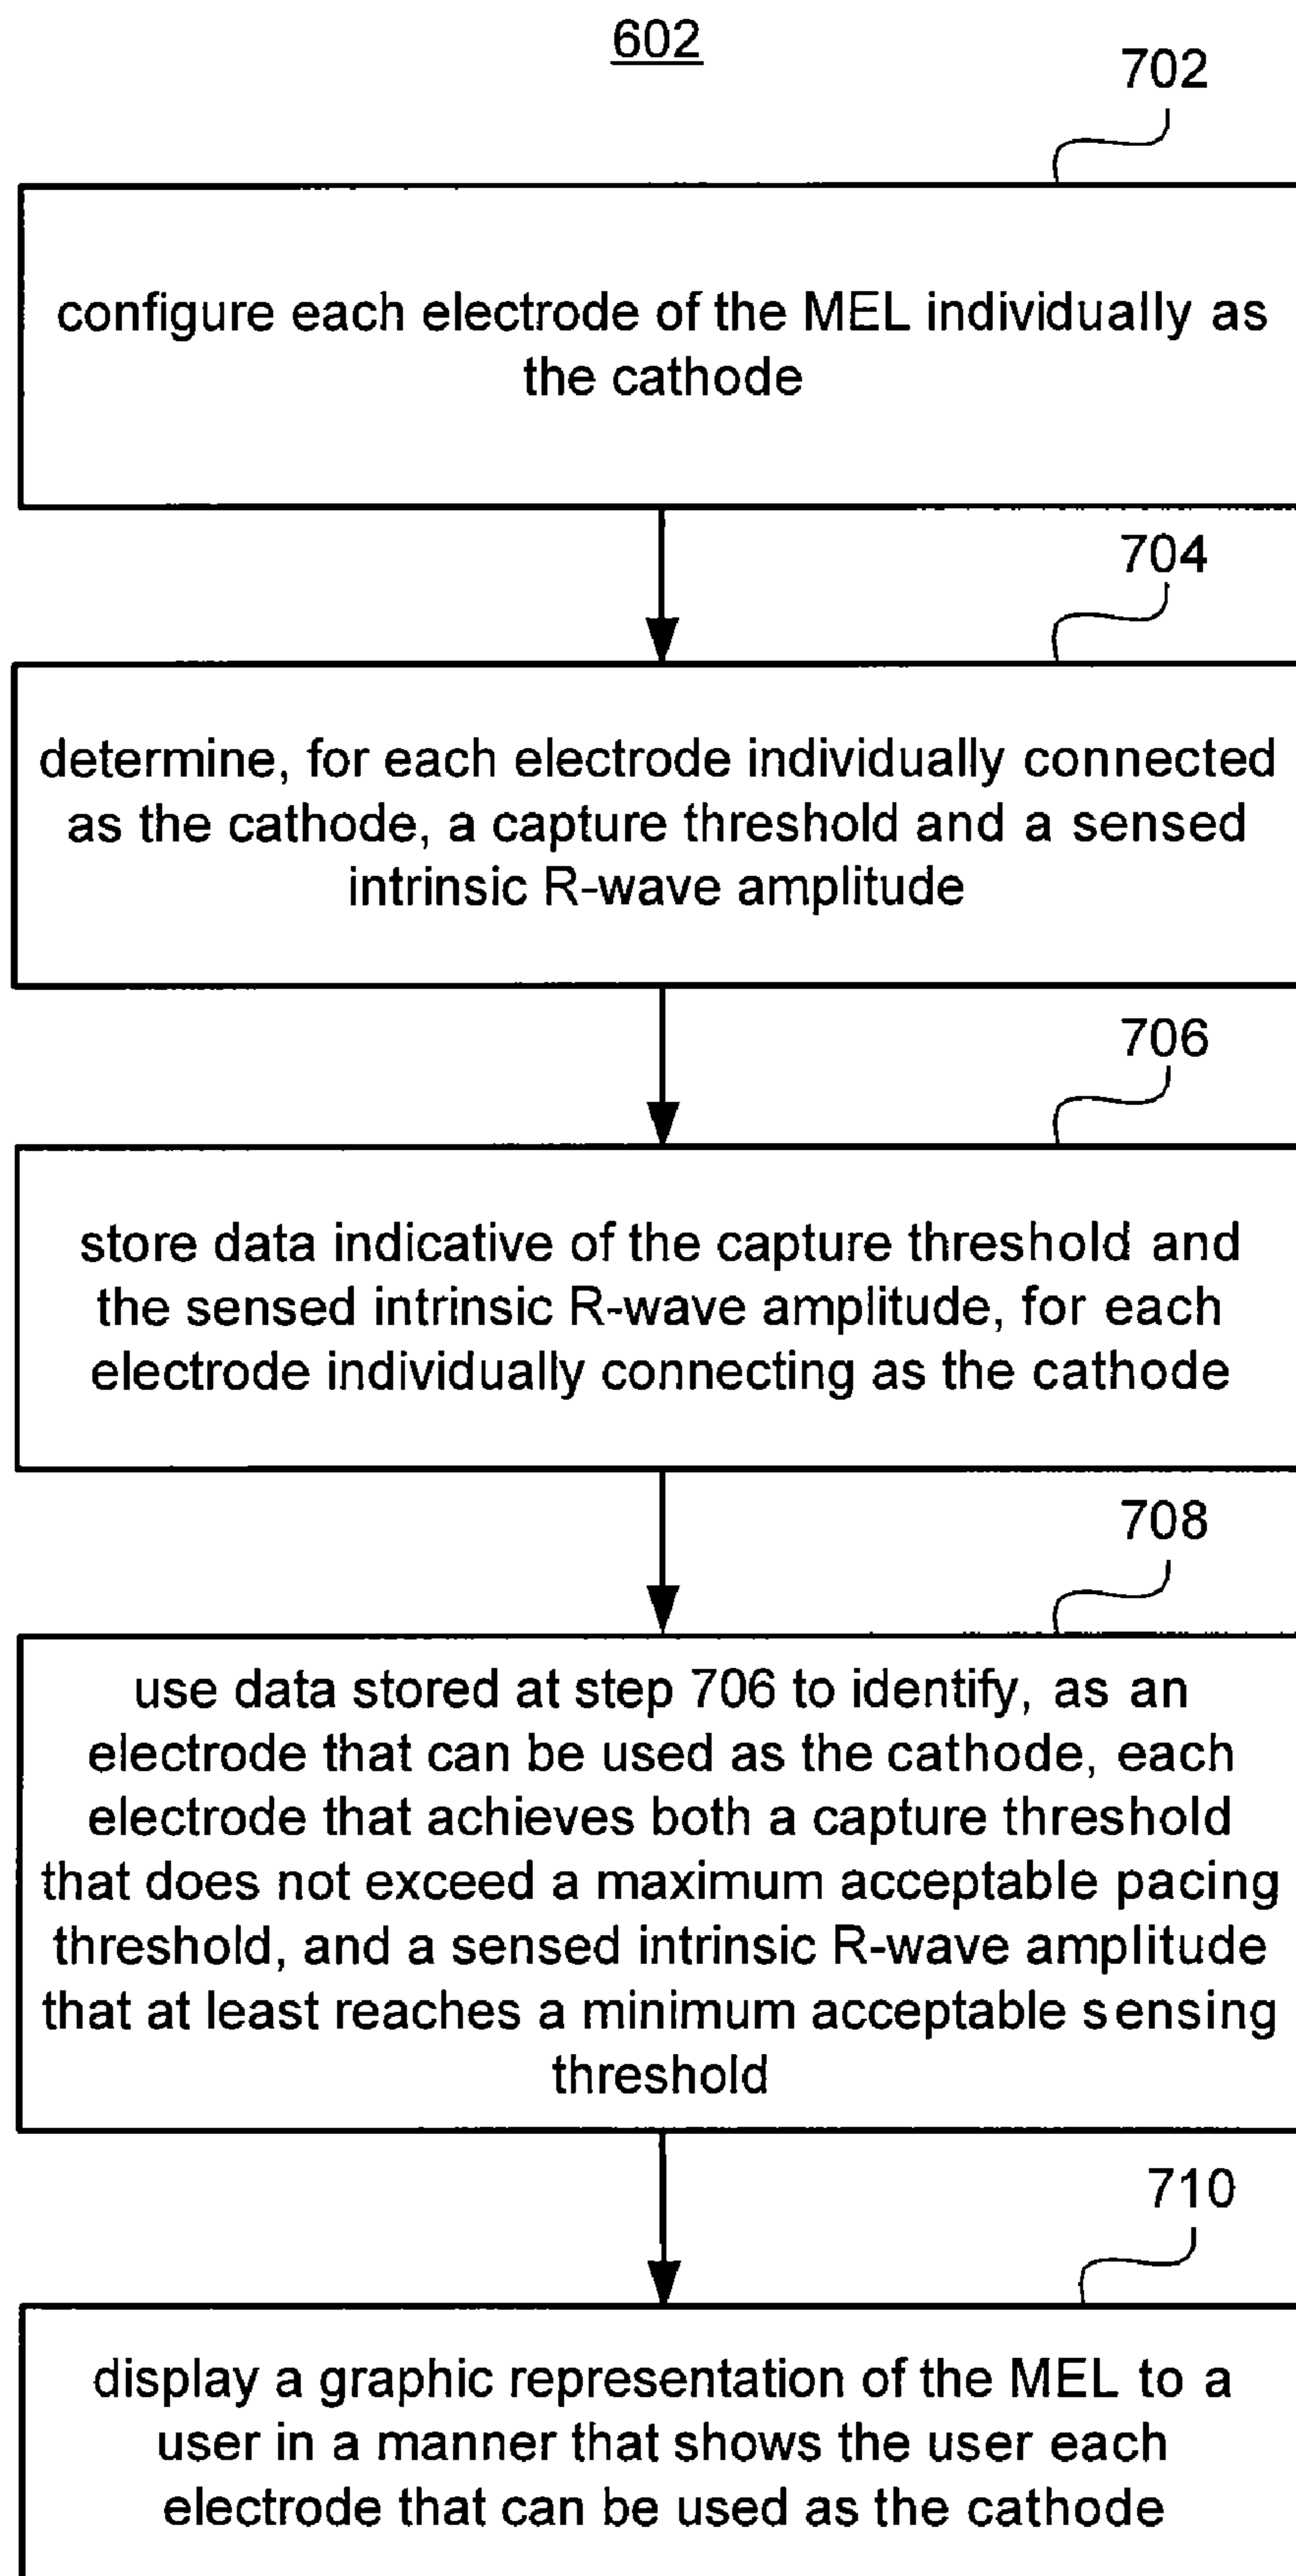 602
702
configure each electrode of the MEL individually as
the cathode
704
determine, for each electrode individually connected
as the cathode, a capture threshold and a sensed
intrinsic R-wave amplitude
706
store data indicative of the capture threshold and
the sensed intrinsic R-wave amplitude, for each
electrode individually connecting as the cathode
708
use data stored at step 706 to identify, as an
electrode that can be used as the cathode, each
electrode that achieves both a capture threshold
that does not exceed a maximum acceptable pacing
threshold, and a sensed intrinsic R-wave amplitude
that at least reaches a minimum acceptable sensing
threshold
710
display a graphic representation of the MEL to a
user in a manner that shows the user each
electrode that can be used as the cathode